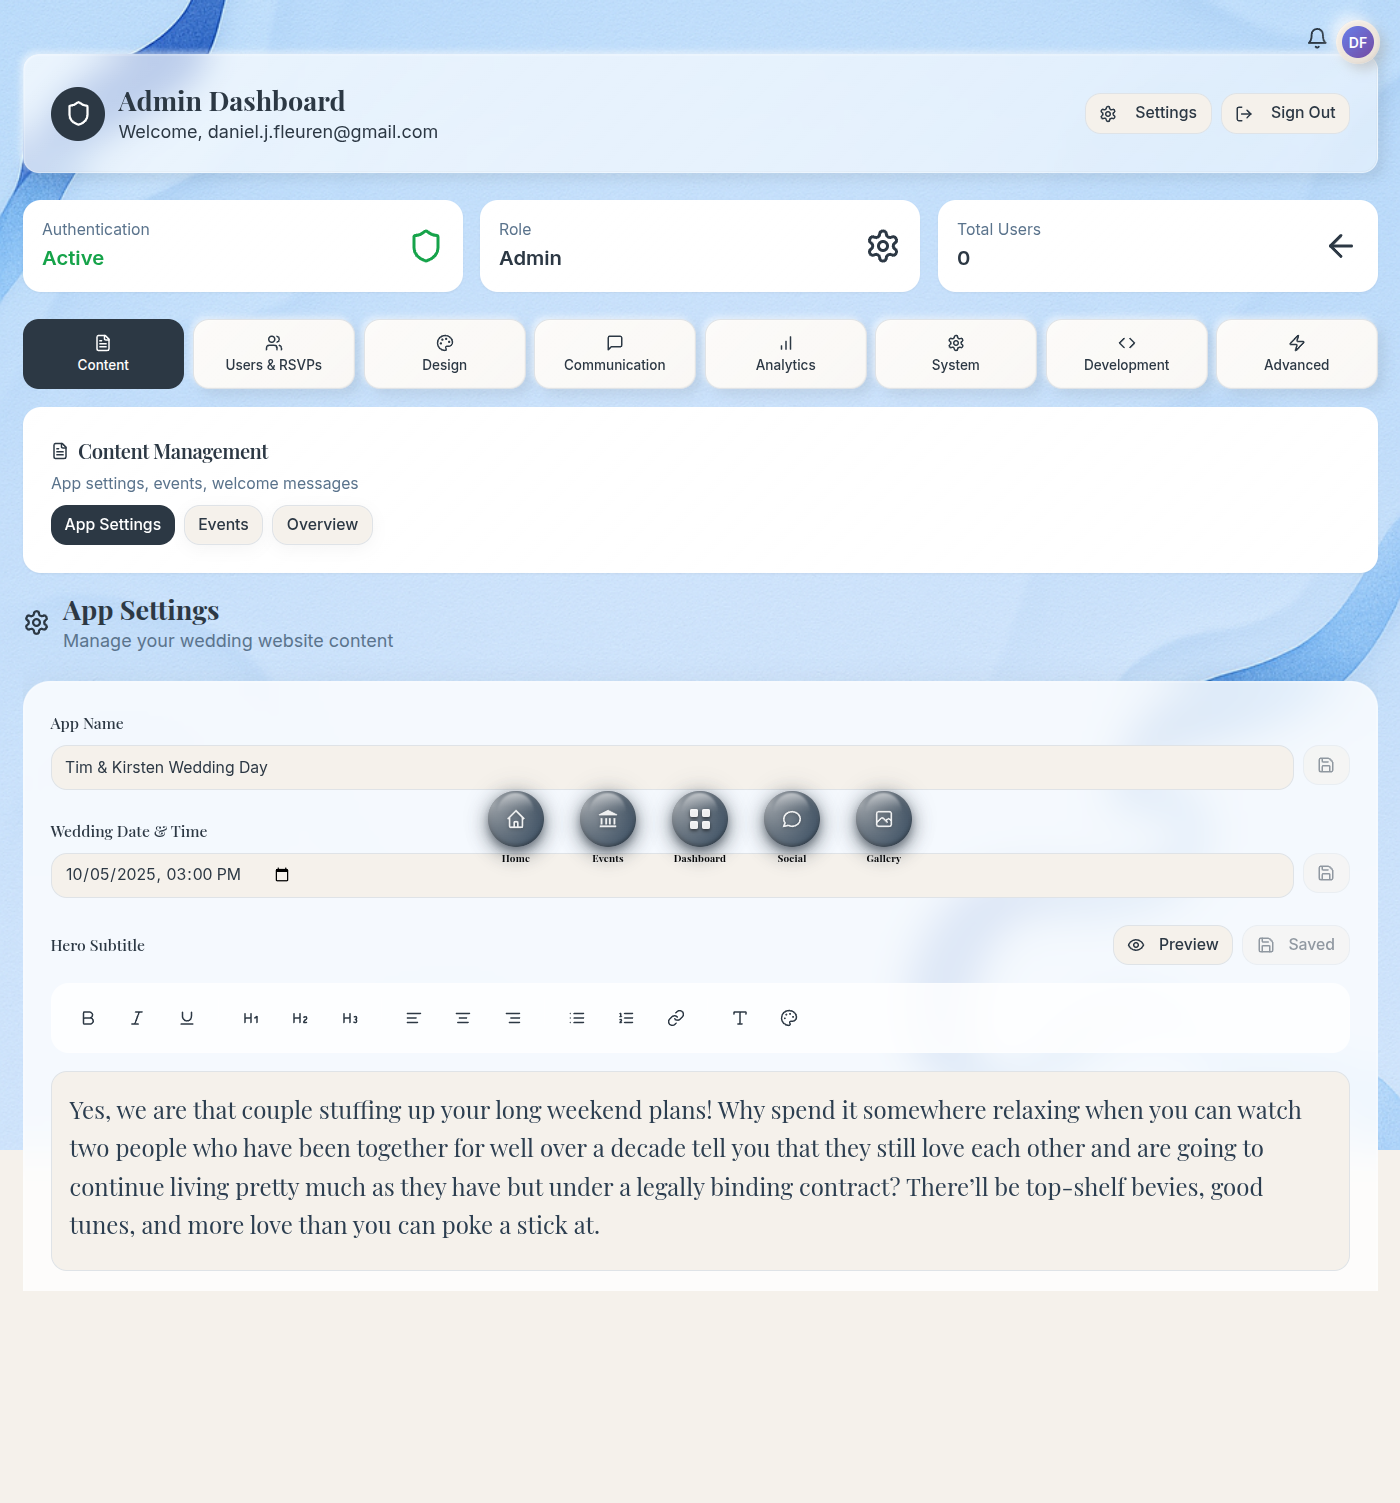 DF
Admin Dashboard
Welcome, daniel.j.fleuren@gmail.com
Settings
Sign Out
Authentication
Active
Role
Admin
Total Users
0
Content
Users & RSVPs
Design
Communication
Analytics
System
Development
Advanced
Content Management
App settings, events, welcome messages
App Settings
Events
Overview
App Settings
Manage your wedding website content
App Name
Tim & Kirsten Wedding Day
Home
Events
Dashboard
Social
Gallery
Wedding Date & Time
10/05/2025, 03:00 PM
Hero Subtitle
Preview
Saved
B I U H1 H2 H3 T
Yes, we are that couple stuffing up your long weekend plans! Why spend it somewhere relaxing when you can watch
two people who have been together for well over a decade tell you that they still love each other and are going to
continue living pretty much as they have but under a legally binding contract? There’ll be top-shelf bevies, good
tunes, and more love than you can poke a stick at.